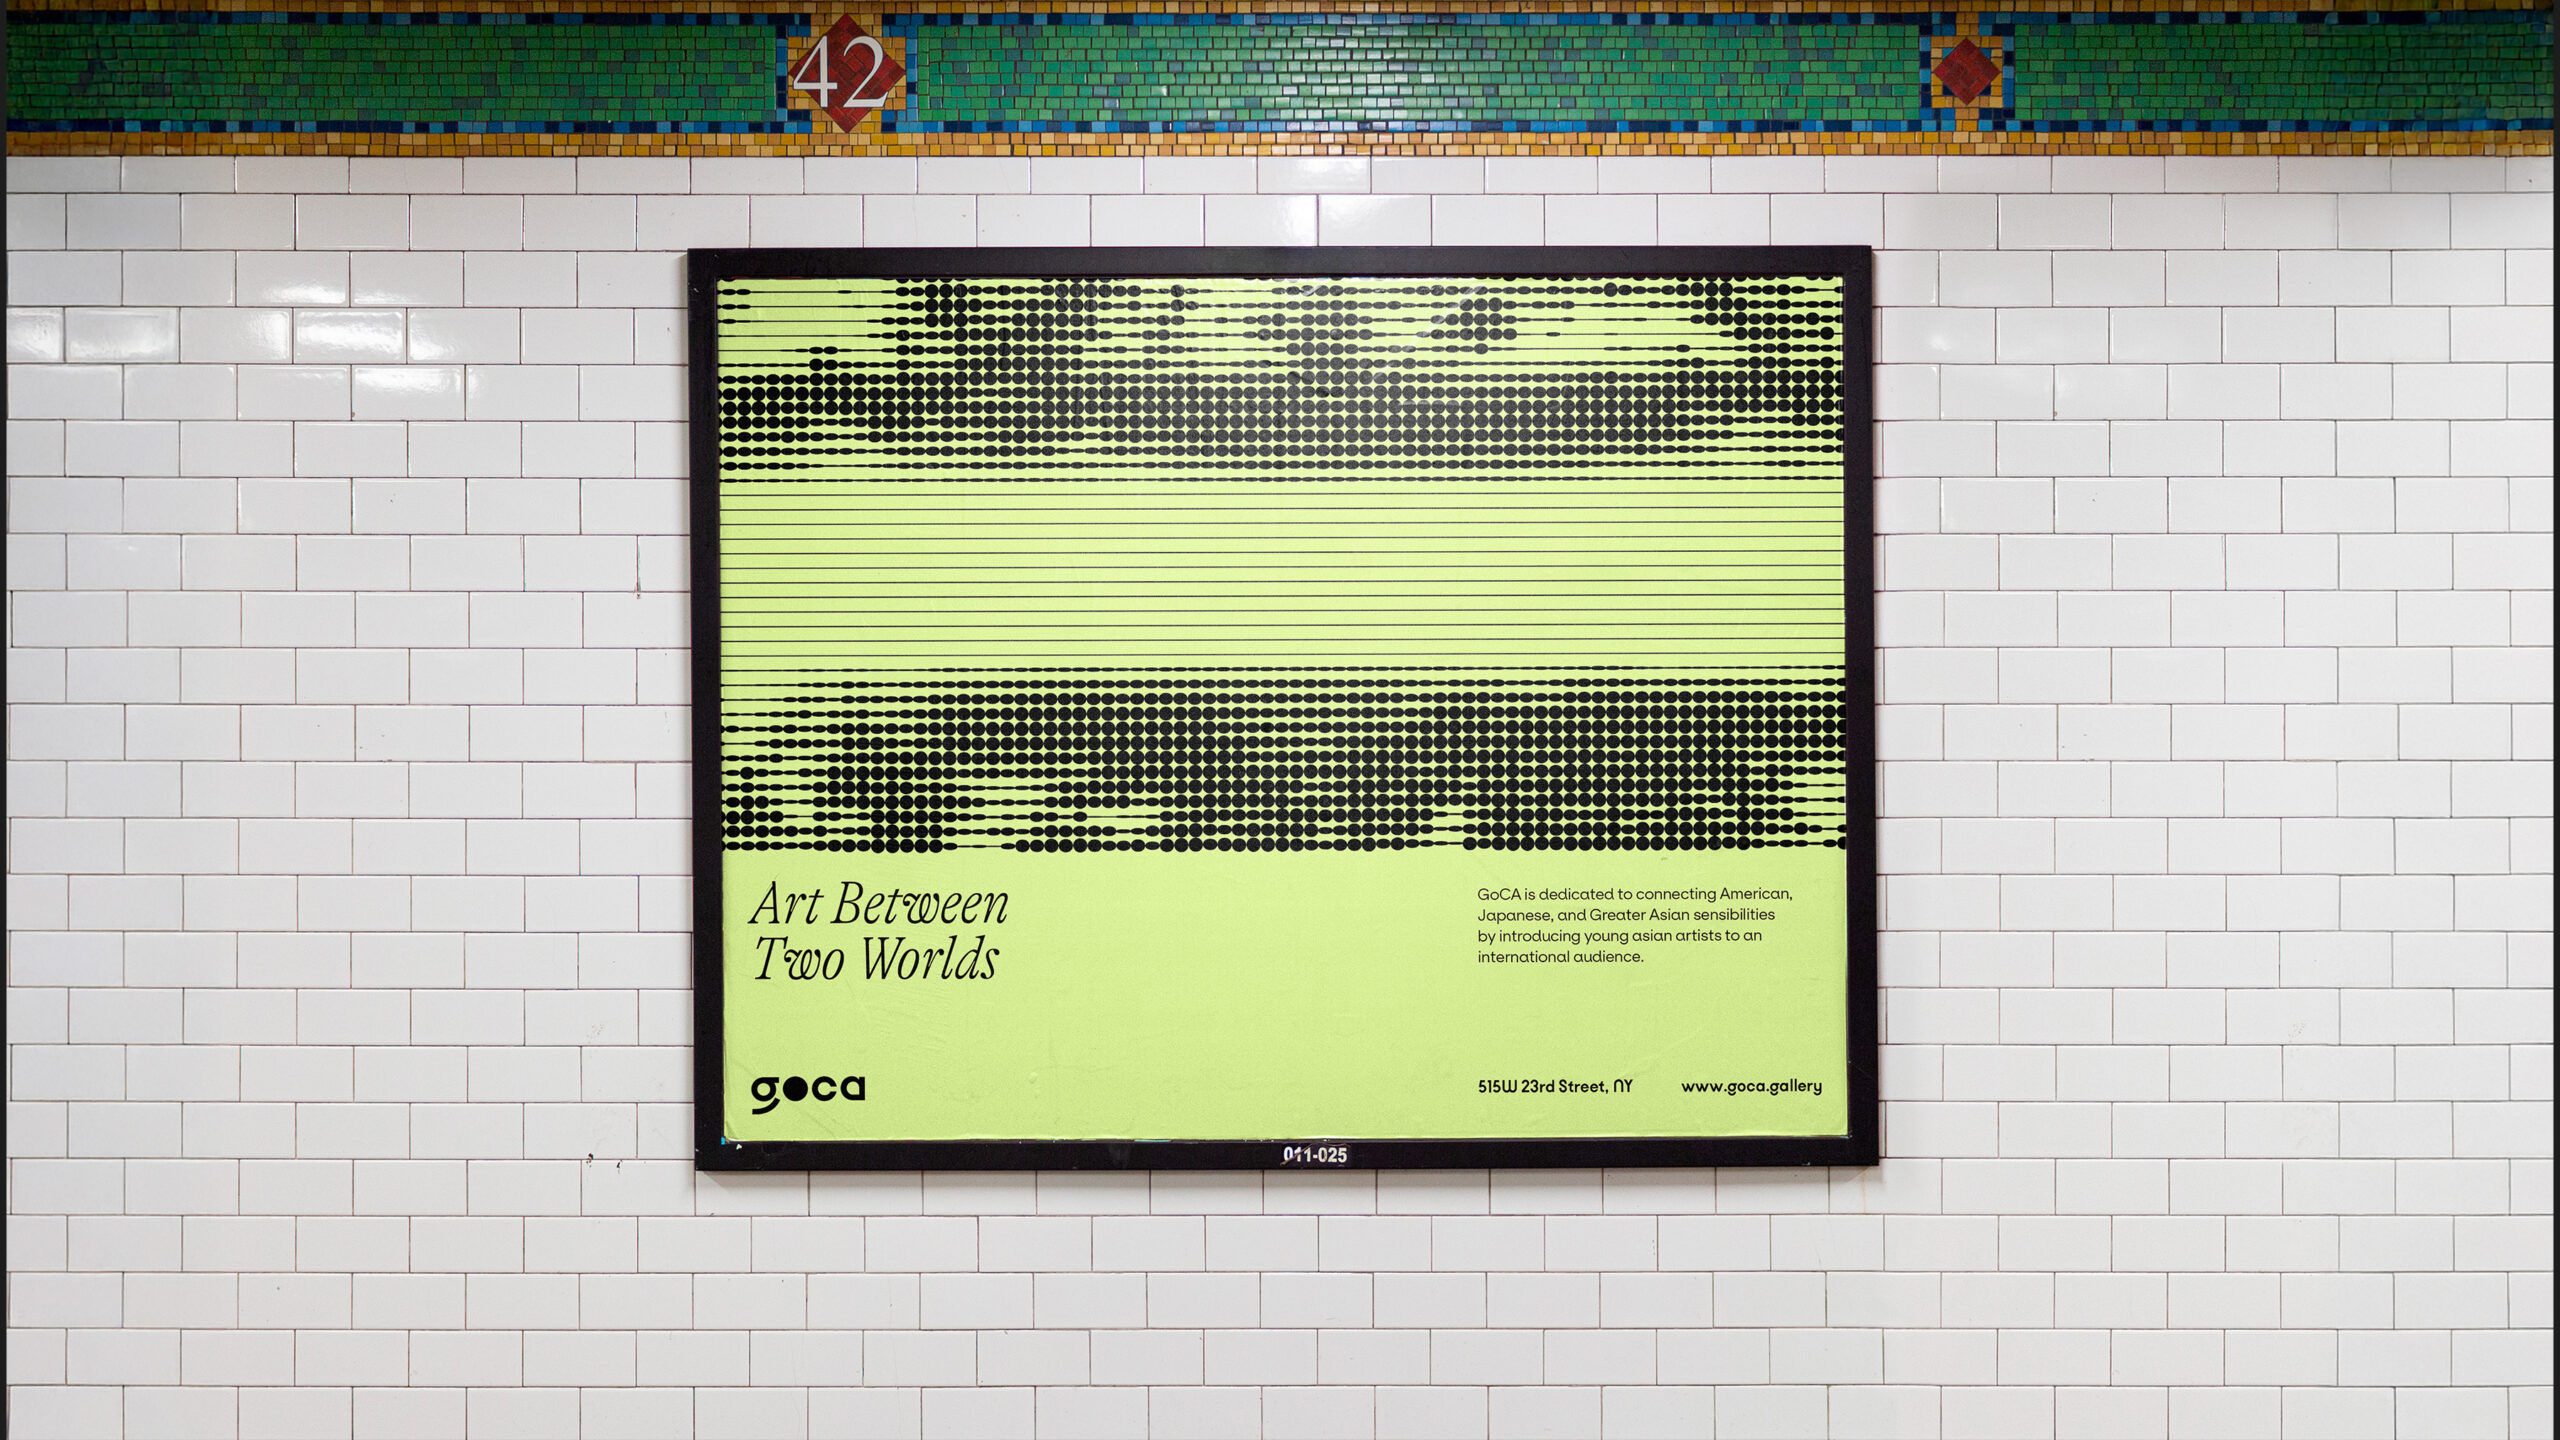 42
Art Between
Two Worlds
GoCA is dedicated to connecting American,
Japanese, and Greater Asian sensibilities
by introducing young asian artists to an
international audience.
goca
515W 23rd Street, NY
www.goca.gallery
011-025